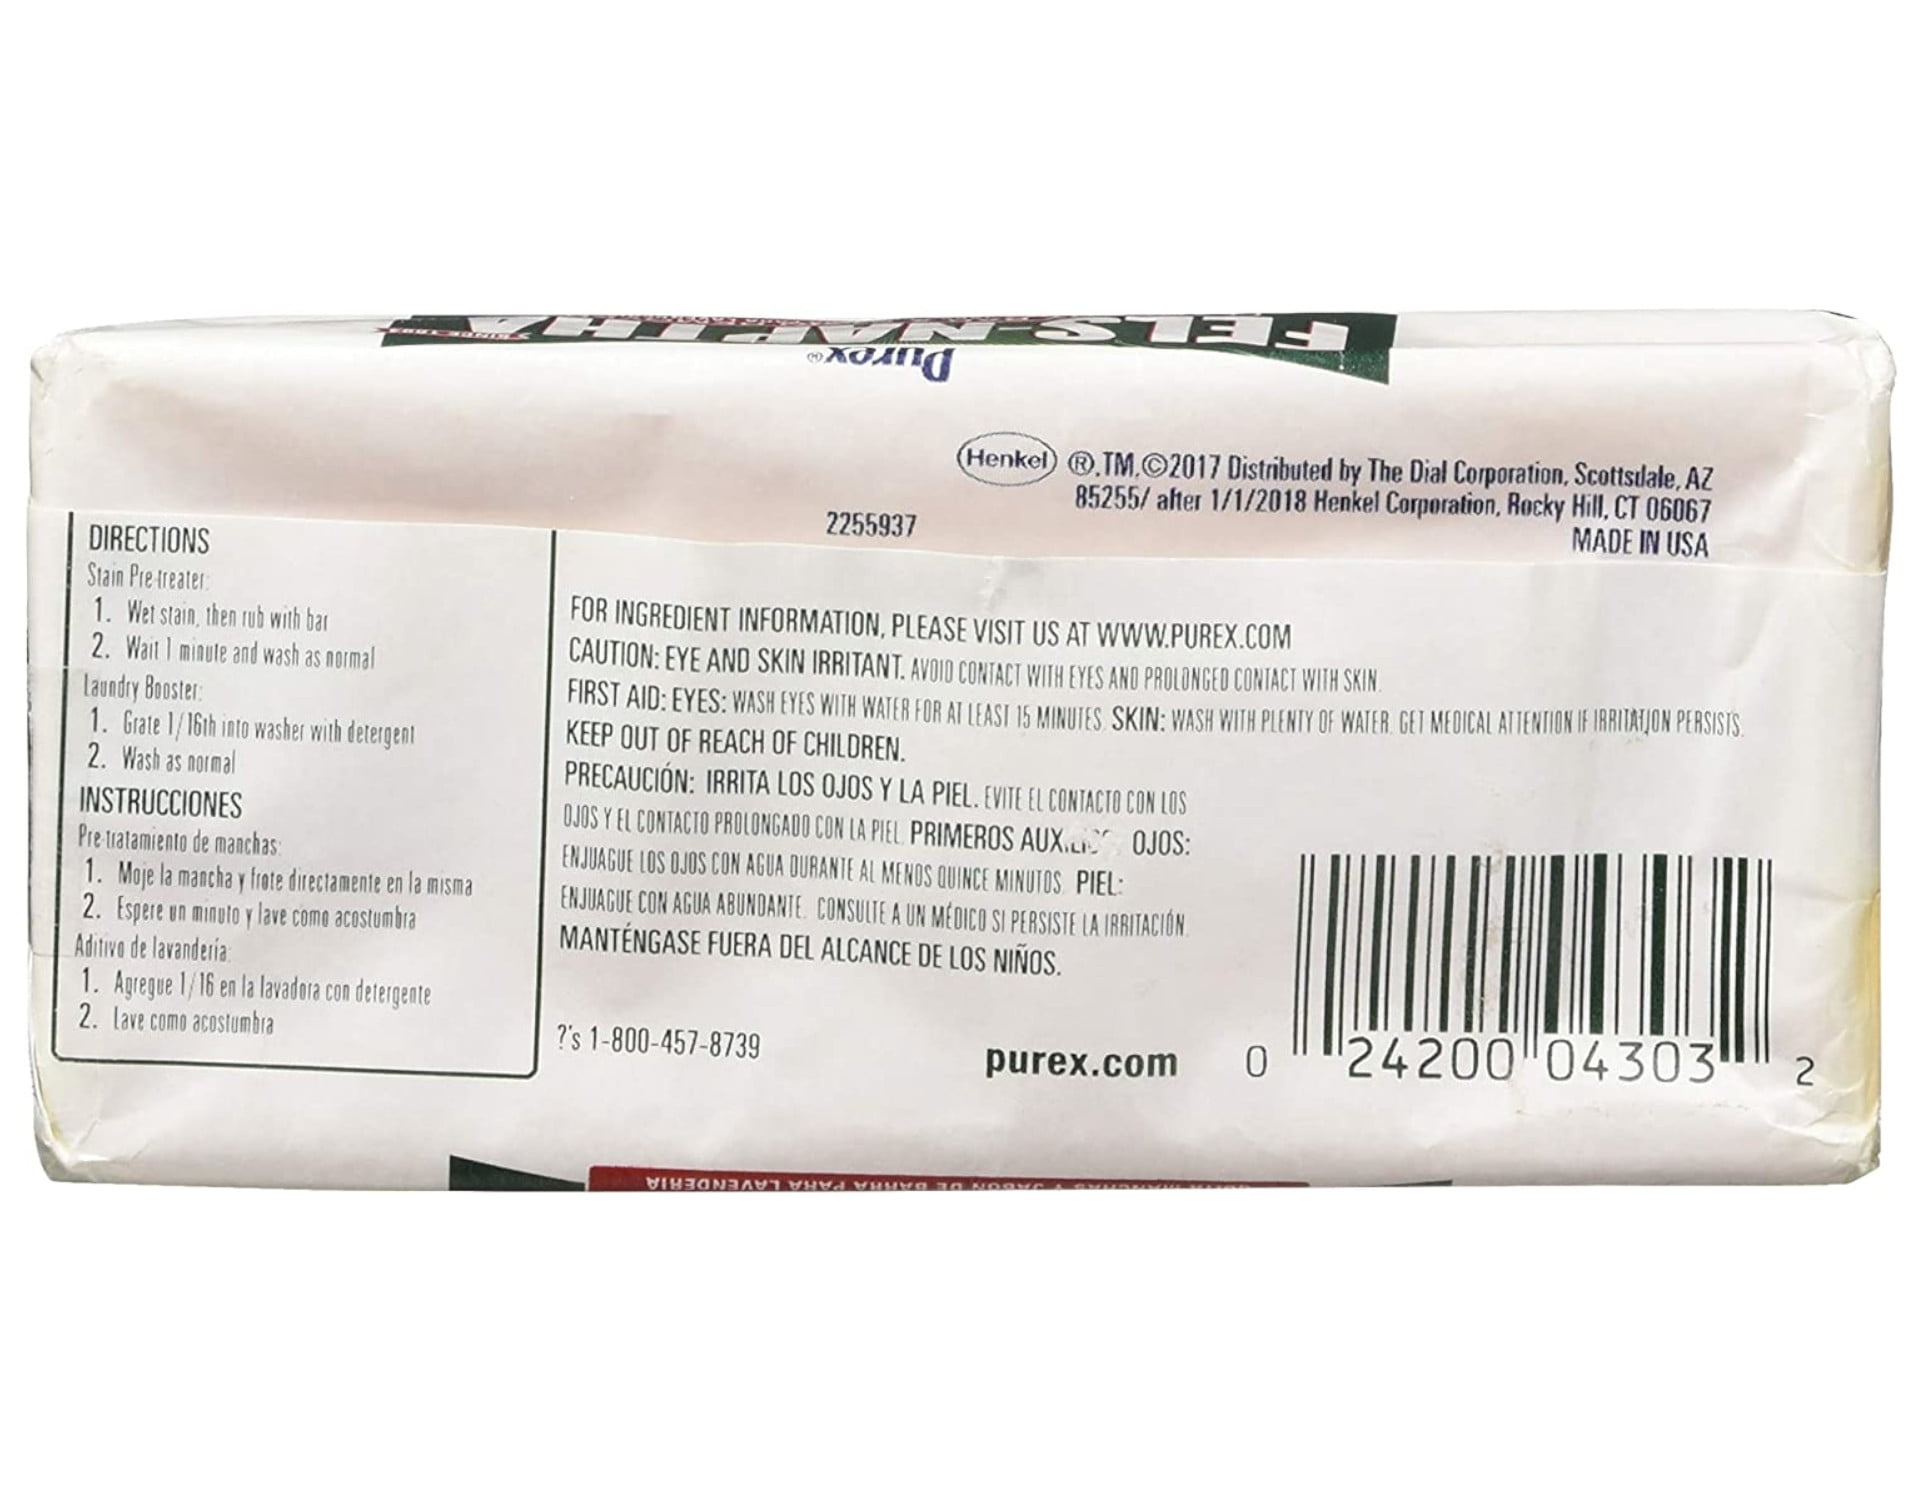 FELS-NAPTHA
Purex®
Henkel ®,TM,©2017 Distributed by The Dial Corporation, Scottsdale, AZ
85255/ after 1/1/2018 Henkel Corporation, Rocky Hill, CT 06067
MADE IN USA
2255937
DIRECTIONS
Stain Pre-treater:
1. Wet stain, then rub with bar
2. Wait 1 minute and wash as normal
Laundry Booster:
1. Grate 1/16th into washer with detergent
2. Wash as normal
INSTRUCCIONES
Pre-tratamiento de manchas:
1. Moje la mancha y frote directamente en la misma
2. Espere un minuto y lave como acostumbra
Aditivo de lavandería:
1. Agregue 1/16 en la lavadora con detergente
2. Lave como acostumbra
FOR INGREDIENT INFORMATION, PLEASE VISIT US AT WWW.PUREX.COM
CAUTION: EYE AND SKIN IRRITANT. AVOID CONTACT WITH EYES AND PROLONGED CONTACT WITH SKIN.
FIRST AID: EYES: WASH EYES WITH WATER FOR AT LEAST 15 MINUTES. SKIN: WASH WITH PLENTY OF WATER. GET MEDICAL ATTENTION IF IRRITATION PERSISTS.
KEEP OUT OF REACH OF CHILDREN.
PRECAUCIÓN: IRRITA LOS OJOS Y LA PIEL. EVITE EL CONTACTO CON LOS
OJOS Y EL CONTACTO PROLONGADO CON LA PIEL. PRIMEROS OJOS:
ENJUAGUE LOS OJOS CON AGUA DURANTE AL MENOS QUINCE MINUTOS. PIEL:
ENJUAGUE CON AGUA ABUNDANTE. CONSULTE A UN MÉDICO SI PERSISTE LA IRRITACIÓN.
MANTÉNGASE FUERA DEL ALCANCE DE LOS NIÑOS.
?'s 1-800-457-8739
purex.com
0 24200 04303 2
MANCHAS Y JABÓN DE BARRA PARA LAVENDERIA